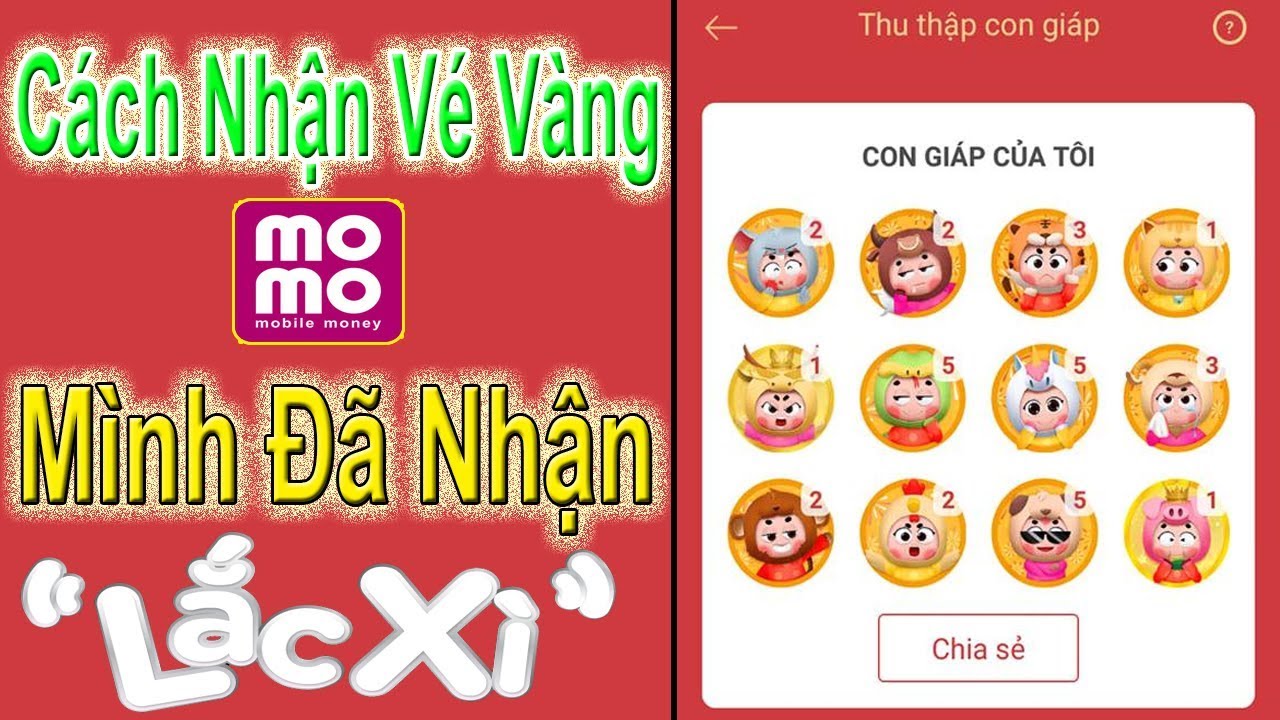 Cách Nhận Vé Vàng
mo
mo
mobile money
Mình Đã Nhận
Lắc Xì
Thu thập con giáp
?
CON GIÁP CỦA TÔI
2 2 3 1
1 5 5 3
2 2 5 1
Chia sẻ